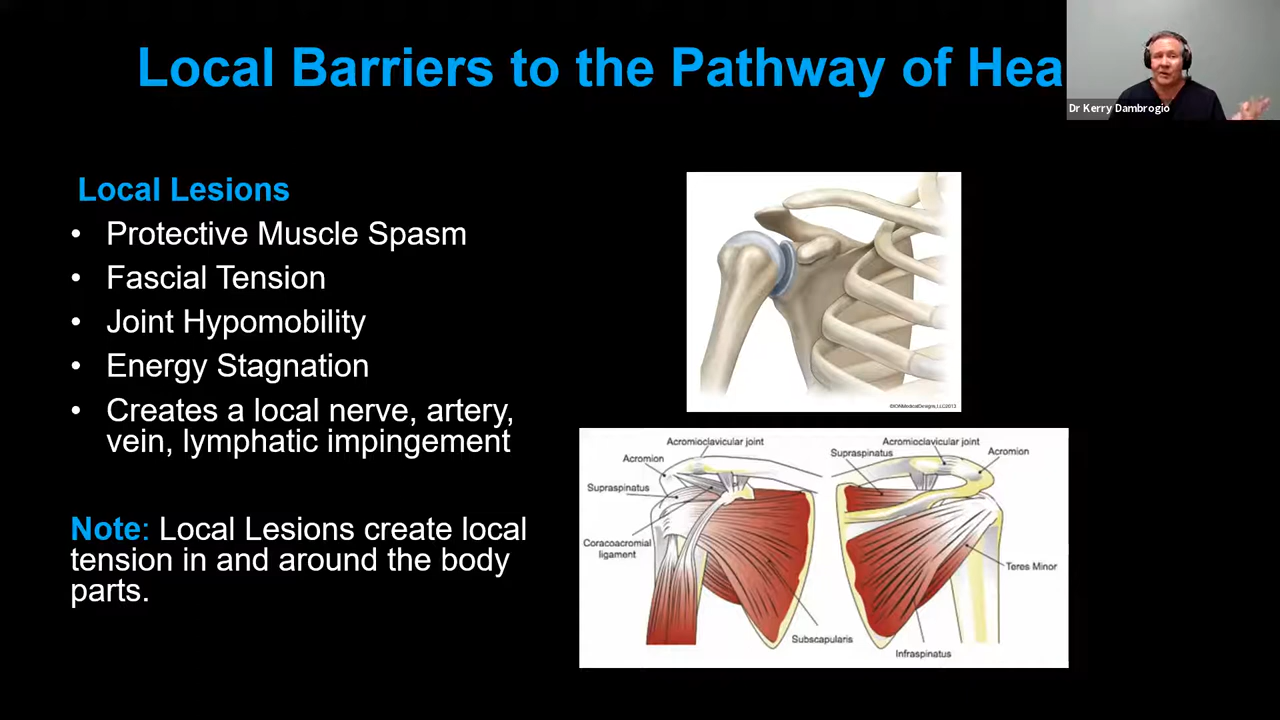 Local Barriers to the Pathway of Hea
Dr Kerry Dambrogio
Local Lesions
• Protective Muscle Spasm
• Fascial Tension
• Joint Hypomobility
• Energy Stagnation
• Creates a local nerve, artery,
vein, lymphatic impingement
Note: Local Lesions create local
tension in and around the body
parts.
©IONMedicalDesigns,LLC2013
Acromioclavicular joint
Acromion
Supraspinatus
Coracoacromial
ligament
Subscapularis
Acromioclavicular joint
Supraspinatus
Acromion
Teres Minor
Infraspinatus